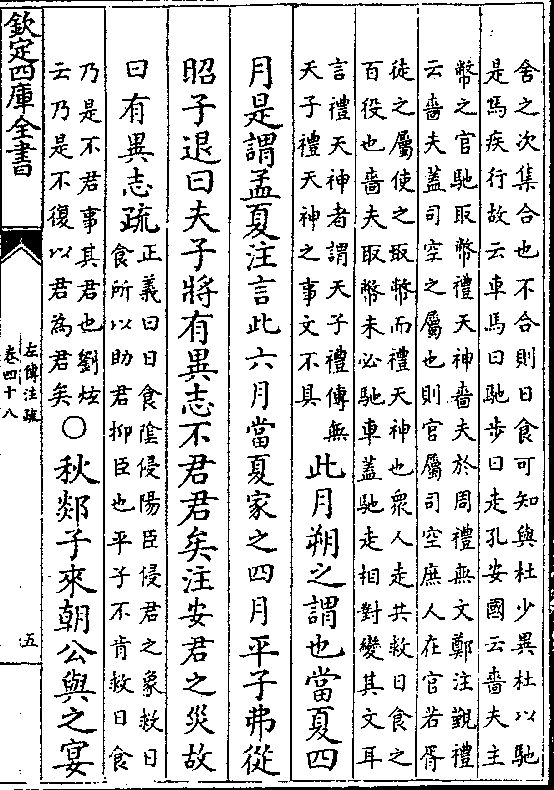 舍之次集合也不合則日食可知與杜少異杜以馳
是馬疾行故云車馬曰馳步曰走孔安國云嗇夫主
幣之官馳取幣禮天神嗇夫於周禮無文鄭注覲禮
云嗇夫蓋司空之屬也則官屬司空庶人在官若胥
徒之屬使之取幣而禮天神也衆人走共救日食之
百役也嗇夫取幣未必馳車蓋馳走相對變其文耳
言禮天神者謂天子禮傳無
天子禮天神之事文不具
此月朔之謂也當夏四
月是謂孟夏注言此六月當夏家之四月平子弗從
昭子退曰夫子將有異志不君君矣注安君之災故
曰有異志疏
正義曰日食陰侵陽臣侵君之象救日
食所以助君抑臣也平子不肯救日食
乃是不君事其君也劉炫
云乃是不復以君為君矣
○秋郯子來朝公與之宴
欽定四庫全書
左傳注疏
卷四十八
五